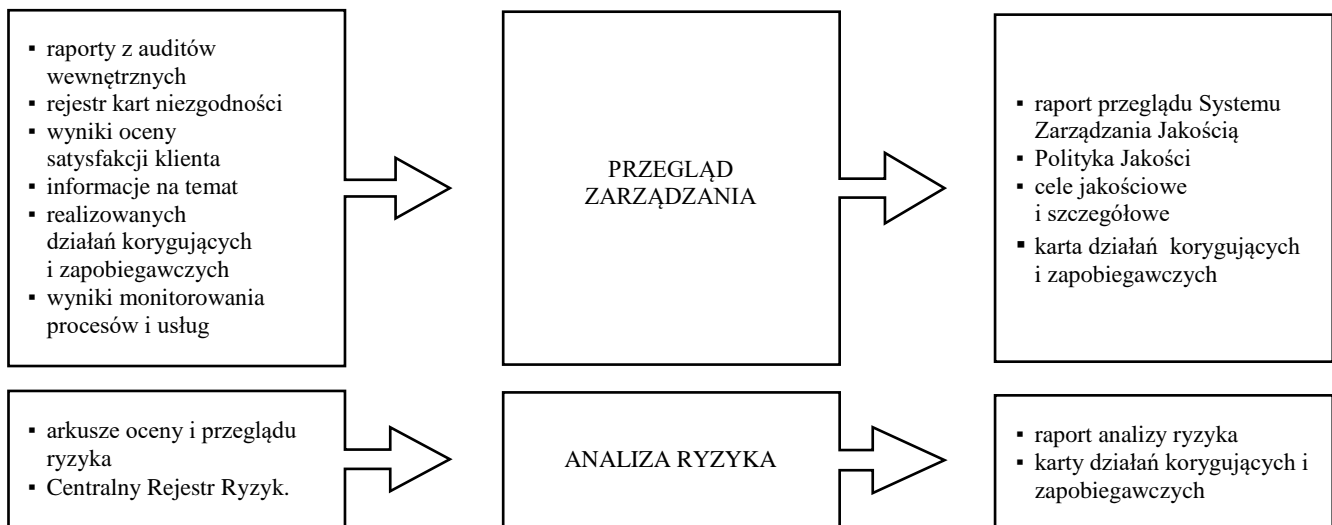 ▪ raporty z auditów
wewnętrznych
▪ rejestr kart niezgodności
▪ wyniki oceny
satysfakcji klienta
▪ informacje na temat
▪ realizowanych
działań korygujących
i zapobiegawczych
▪ wyniki monitorowania
procesów i usług
PRZEGLĄD
ZARZĄDZANIA
▪ raport przeglądu Systemu
Zarządzania Jakością
▪ Polityka Jakości
▪ cele jakościowe
i szczegółowe
▪ karta działań korygujących
i zapobiegawczych
▪ arkusze oceny i przeglądu
ryzyka
▪ Centralny Rejestr Ryzyk.
ANALIZA RYZYKA
▪ raport analizy ryzyka
▪ karty działań korygujących i
zapobiegawczych